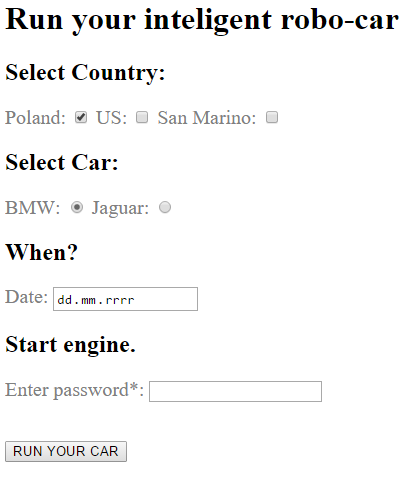 Run your inteligent robo-car
Select Country:
Poland: US: San Marino:
Select Car:
BMW: Jaguar:
When?
Date: dd.mm.rrrr
Start engine.
Enter password*:
RUN YOUR CAR